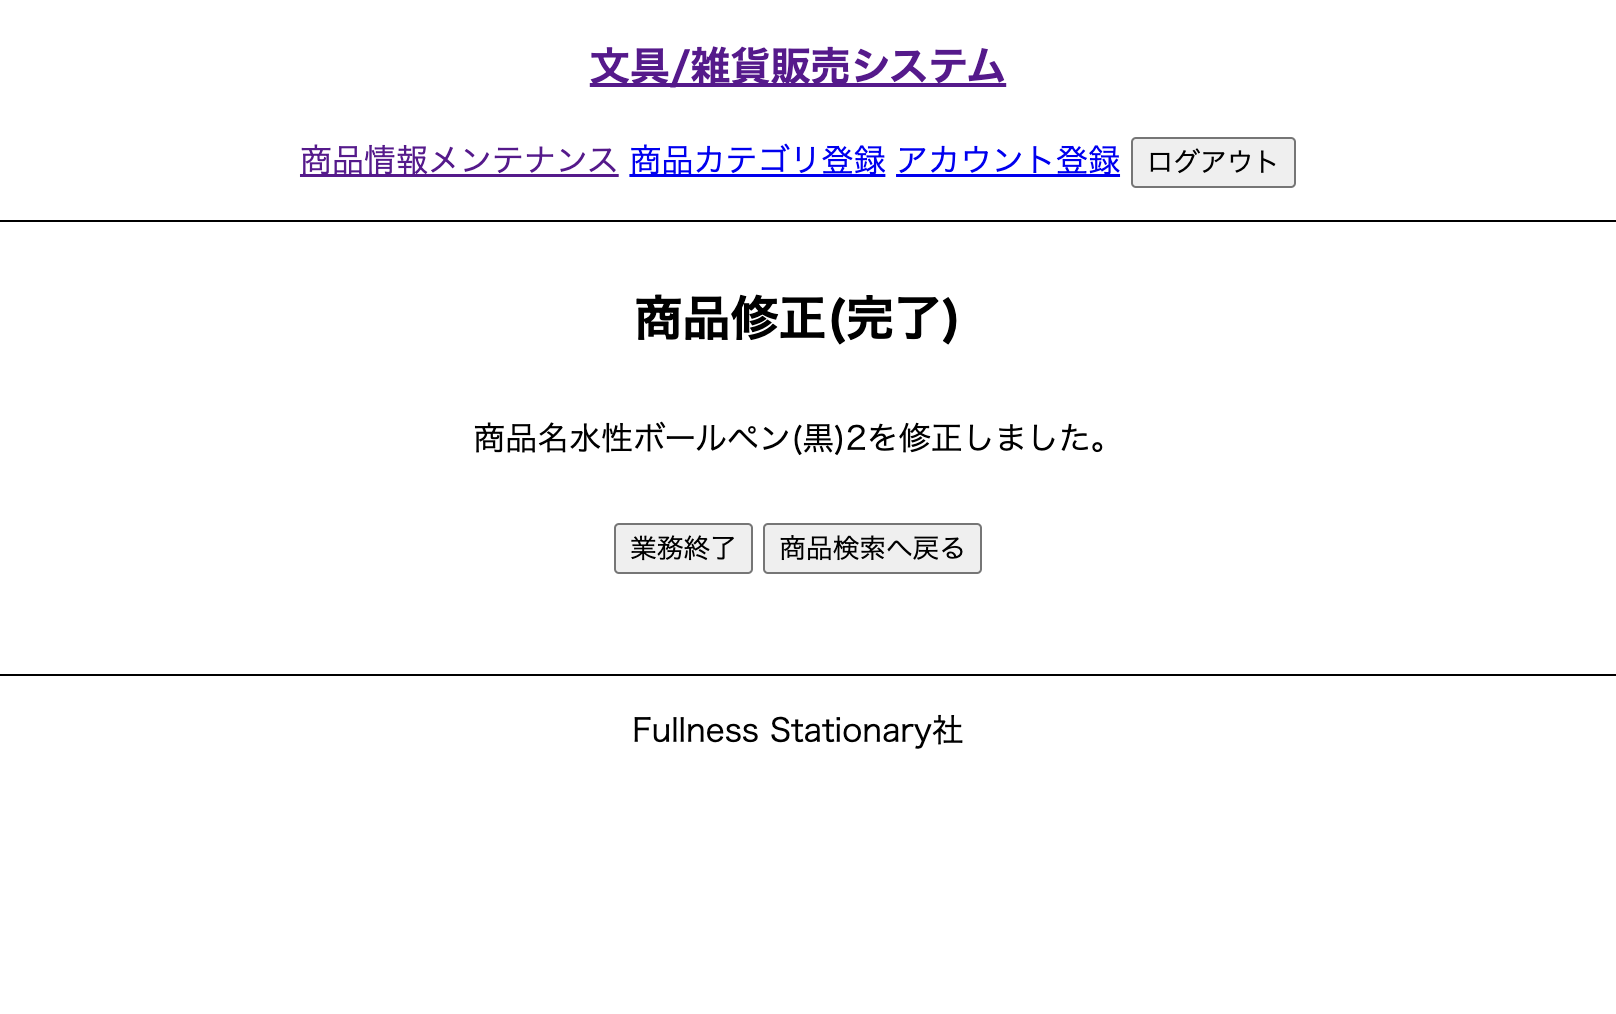 文具/雑貨販売システム
商品情報メンテナンス 商品カテゴリ登録 アカウント登録 ログアウト
商品修正(完了)
商品名水性ボールペン(黒)2を修正しました。
業務終了 商品検索へ戻る
Fullness Stationary社